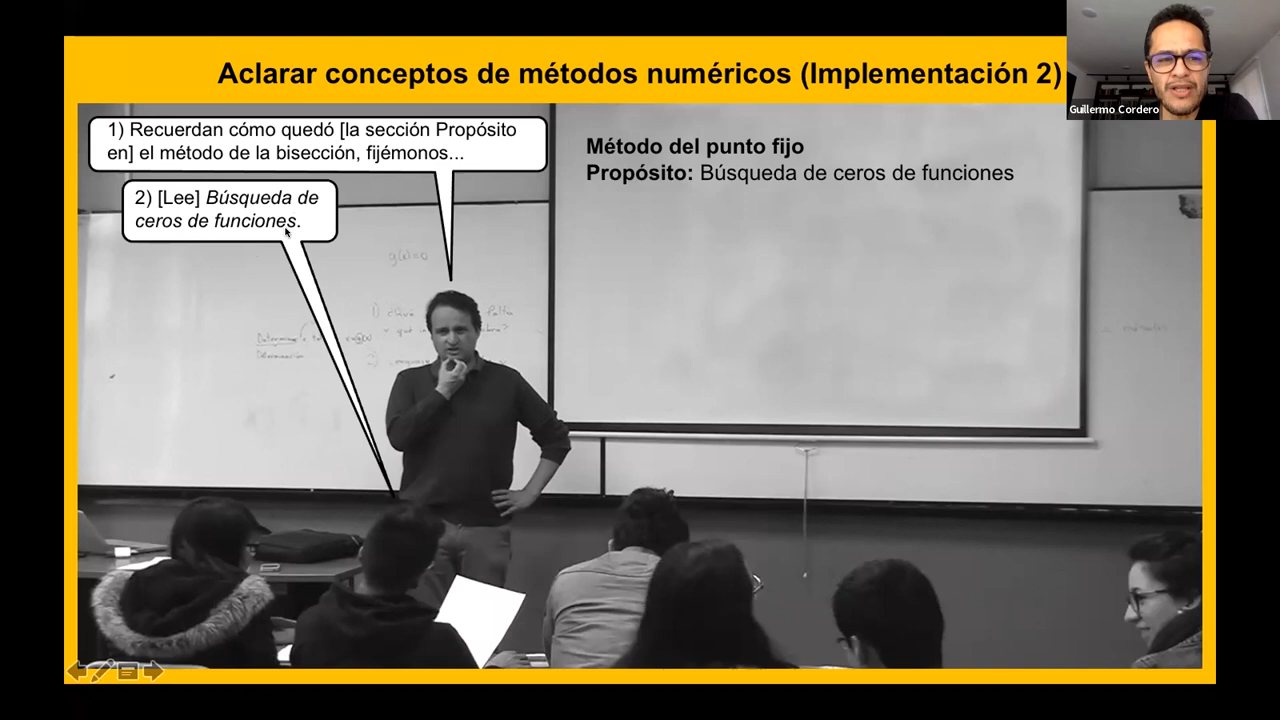 Aclarar conceptos de métodos numéricos (Implementación 2)
Guillermo Cordero
1) Recuerdan cómo quedó [la sección Propósito
en] el método de la bisección, fijémonos...
2) [Lee] Búsqueda de
ceros de funciones.
Método del punto fijo
Propósito: Búsqueda de ceros de funciones
g(x)=0
Determinar